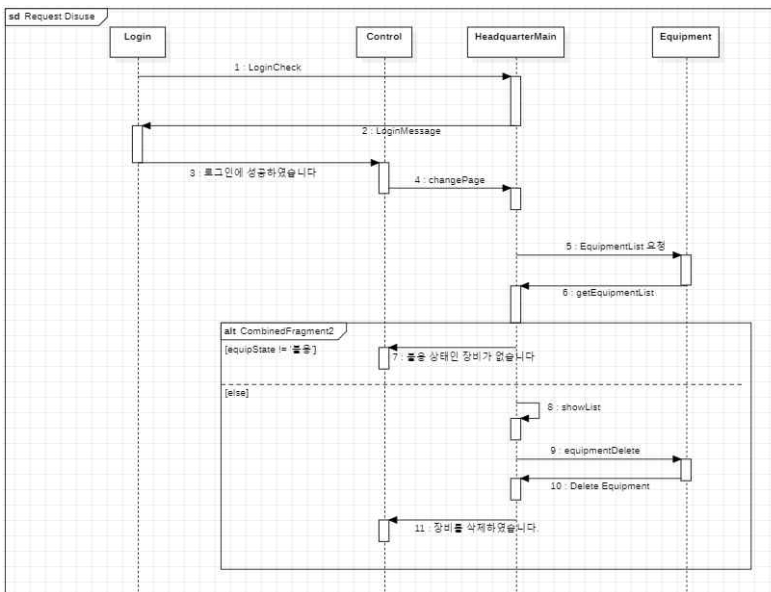 sd Request Disuse
Login
Control
HeadquarterMain
Equipment
1 : LoginCheck
2 : LoginMessage
3 : 로그인에 성공하였습니다
4 : changePage
5 : EquipmentList 요청
6 : getEquipmentList
alt CombinedFragment2
[equipState != '불용']
7 : 불용 상태인 장비가 없습니다
[else]
8 : showList
9 : equipmentDelete
10 : Delete Equipment
11 : 장비를 삭제하였습니다.